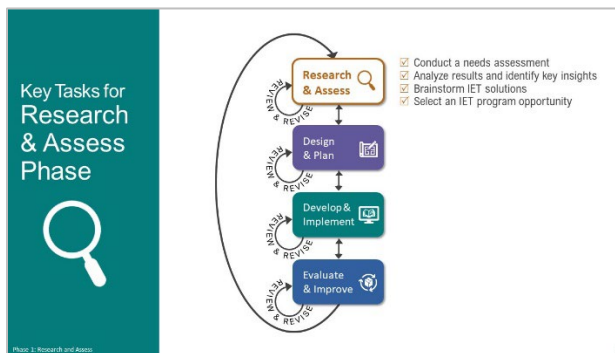 Key Tasks for
Research
& Assess
Phase
Research
& Assess
REVIEW & REVISE
Conduct a needs assessment
Analyze results and identify key insights
Brainstorm IET solutions
Select an IET program opportunity
Design
& Plan
REVIEW & REVISE
Develop &
Implement
REVIEW & REVISE
Evaluate
& Improve
REVIEW & REVISE
Phase 1: Research and Assess